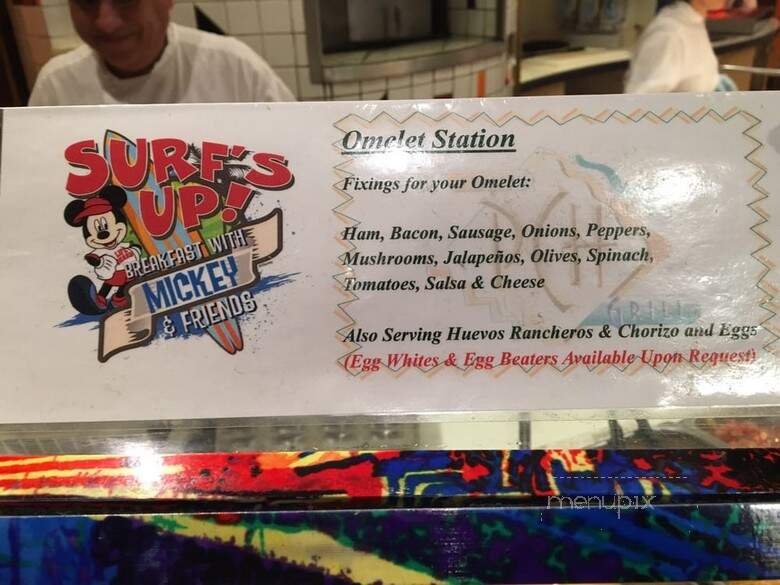 SURF'S
UP!
BREAKFAST WITH
MICKEY
& FRIENDS
Omelet Station
Fixings for your Omelet:
Ham, Bacon, Sausage, Onions, Peppers,
Mushrooms, Jalapeños, Olives, Spinach,
Tomatoes, Salsa & Cheese
PCH
GRILL
Also Serving Huevos Rancheros & Chorizo and Eggs
(Egg Whites & Egg Beaters Available Upon Request)
menupix